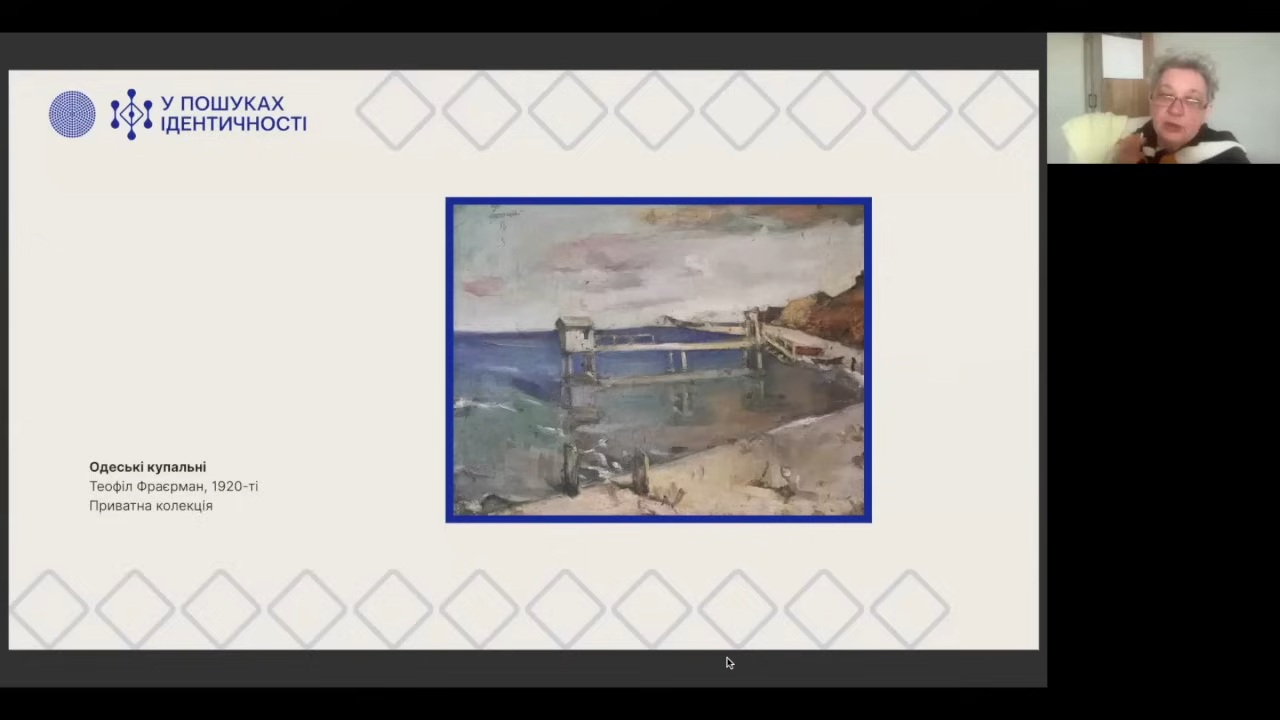 У ПОШУКАХ
ІДЕНТИЧНОСТІ
Одеські купальні
Теофіл Фраєрман, 1920-ті
Приватна колекція